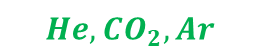 He, CO₂, Ar